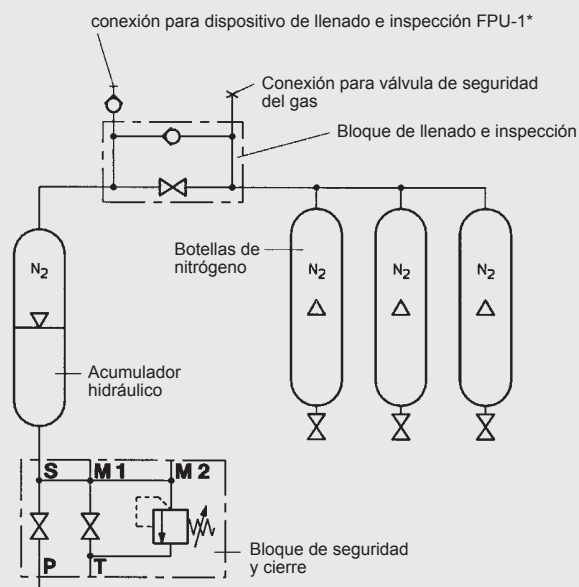 conexión para dispositivo de llenado e inspección FPU-1*
Conexión para válvula de seguridad
del gas
Bloque de llenado e inspección
Botellas de
nitrógeno
N2
N2
N2
N2
Acumulador
hidráulico
S
M 1
M 2
P
T
Bloque de seguridad
y cierre